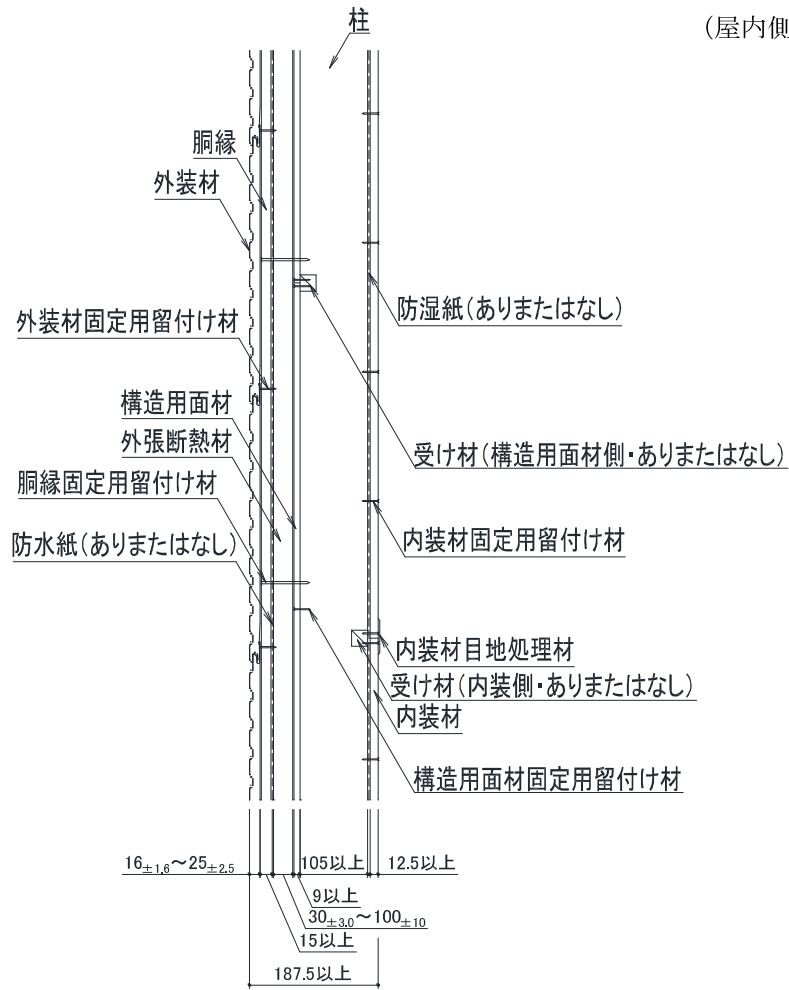 柱
(屋内側
胴縁
外装材
外装材固定用留付け材
防湿紙(ありまたはなし)
構造用面材
外張断熱材
受け材(構造用面材側・ありまたはなし)
胴縁固定用留付け材
防水紙(ありまたはなし)
内装材固定用留付け材
内装材目地処理材
受け材(内装側・ありまたはなし)
内装材
構造用面材固定用留付け材
16±1.6～25±2.5
105以上
12.5以上
9以上
30±3.0～100±10
15以上
187.5以上